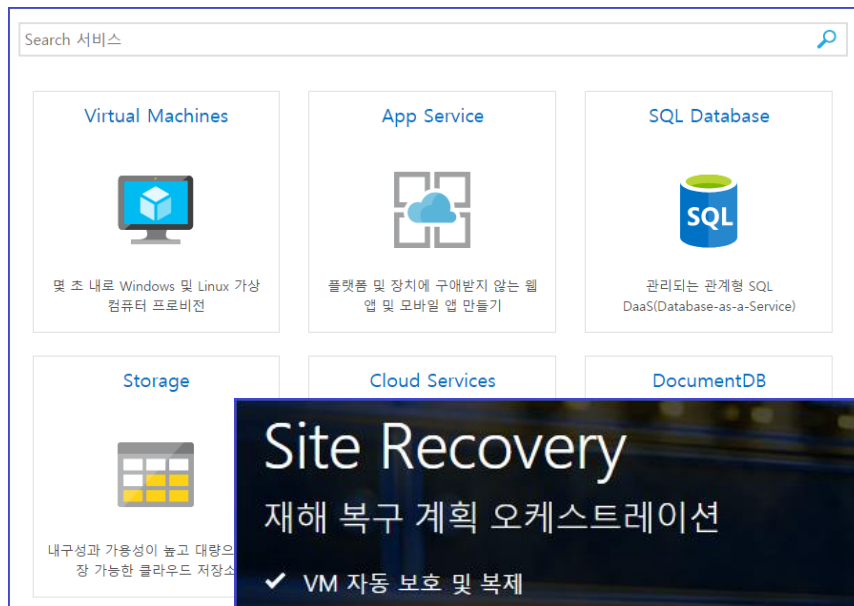 Search 서비스
Virtual Machines
App Service
SQL Database
SQL
몇 초 내로 Windows 및 Linux 가상
컴퓨터 프로비전
플랫폼 및 장치에 구애받지 않는 웹
앱 및 모바일 앱 만들기
관리되는 관계형 SQL
DaaS(Database-as-a-Service)
Storage
Cloud Services
DocumentDB
내구성과 가용성이 높고 대량으
장 가능한 클라우드 저장소
Site Recovery
재해 복구 계획 오케스트레이션
VM 자동 보호 및 복제